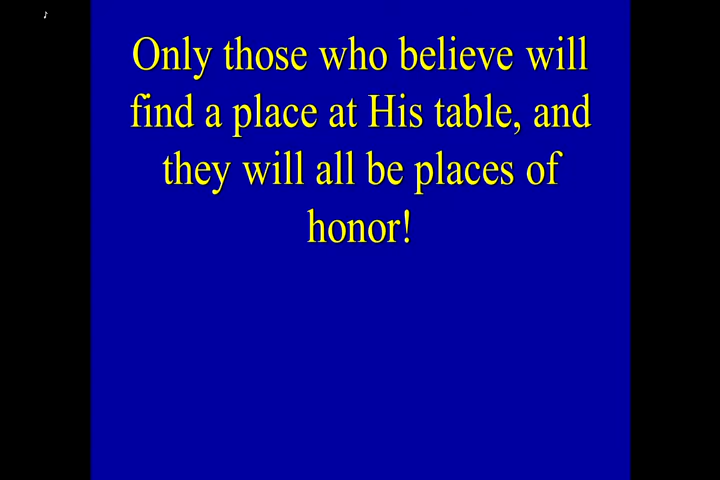 Only those who believe will
find a place at His table, and
they will all be places of
honor!